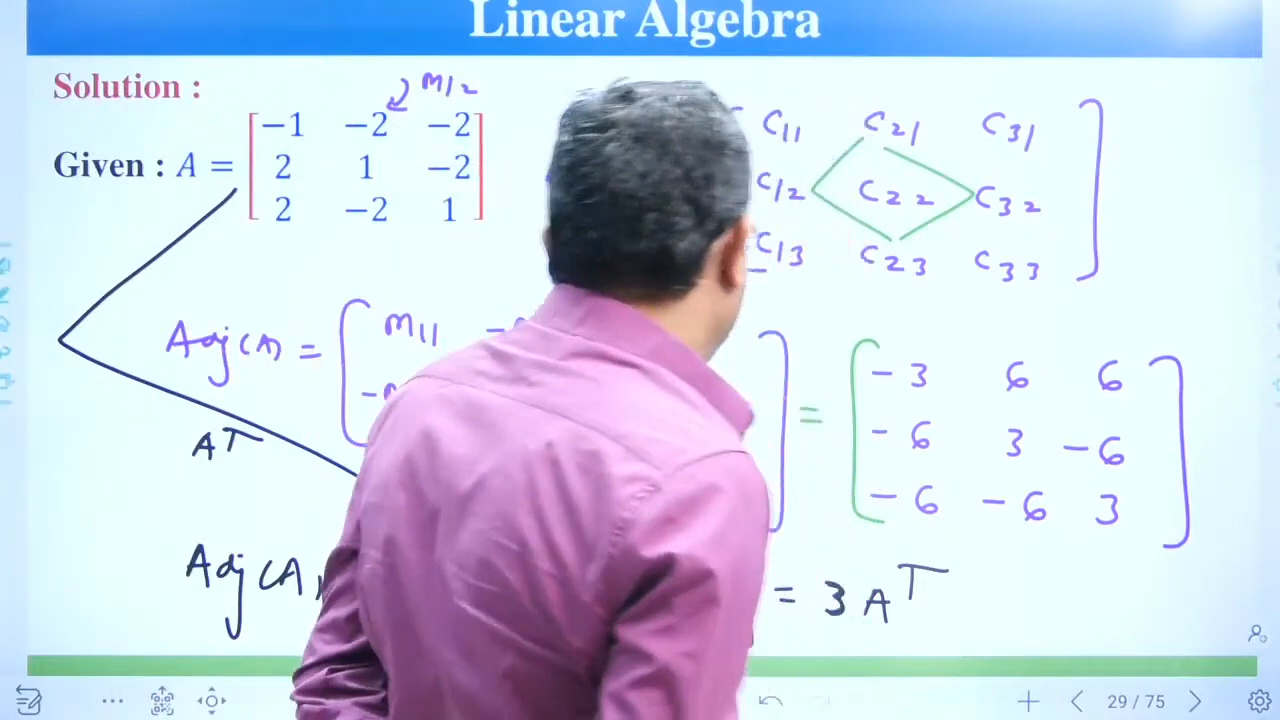 Linear Algebra
Solution :
M12
Given : A =
-1 -2 -2
2 1 -2
2 -2 1
C11 C21 C31
C12 C22 C32
C13 C23 C33
Adj(A) =
M11 -
-
=
-3 6 6
-6 3 -6
-6 -6 3
AT
Adj(A)
= 3AT
29 / 75